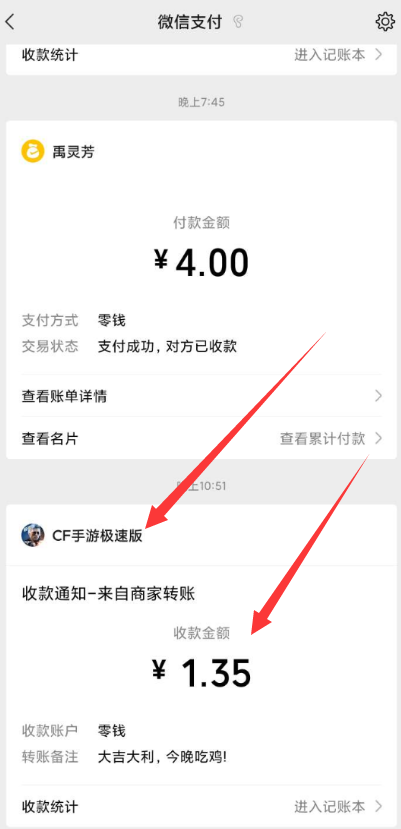 微信支付
收款统计 进入记账本
晚上7:45
禹灵芳
付款金额
¥4.00
支付方式 零钱
交易状态 支付成功，对方已收款
查看账单详情
查看名片 查看累计付款
上10:51
CF手游极速版
收款通知-来自商家转账
收款金额
¥ 1.35
收款账户 零钱
转账备注 大吉大利，今晚吃鸡!
收款统计 进入记账本